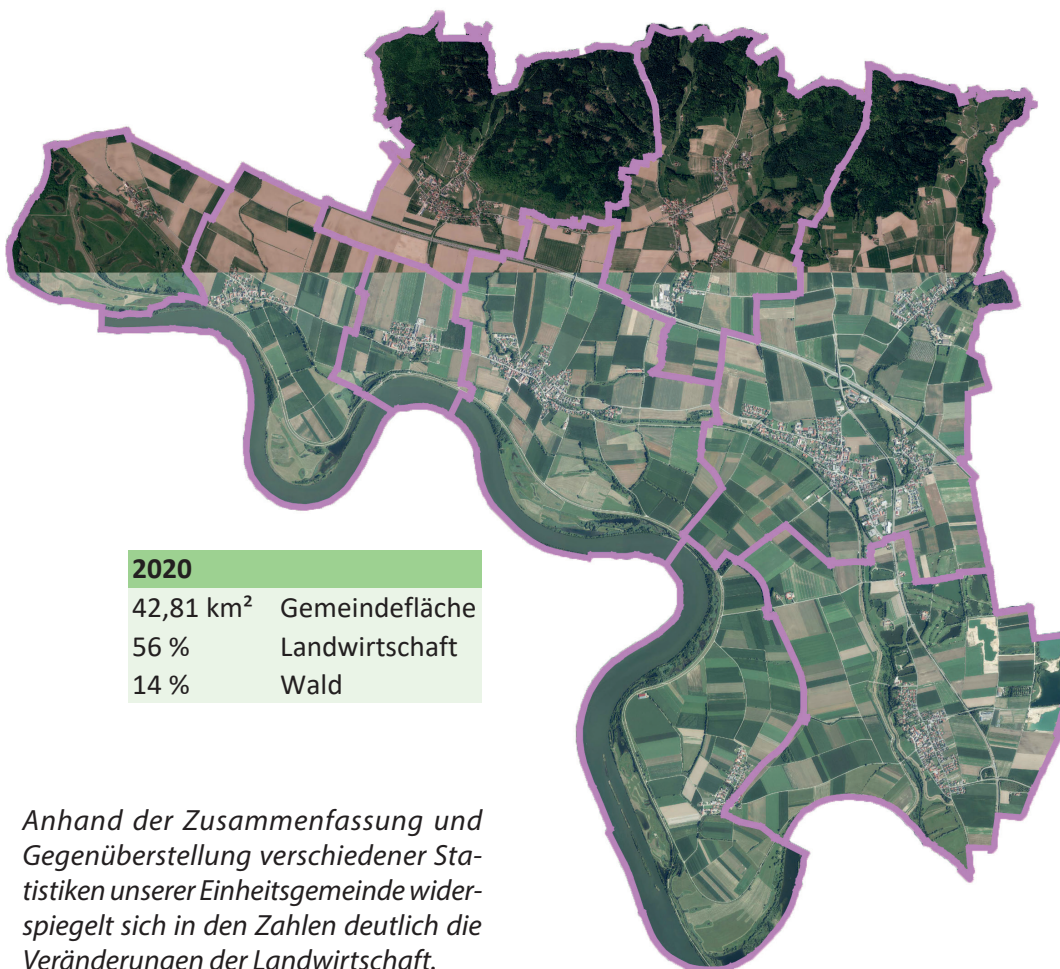 2020
42,81 km² Gemeindefläche
56 % Landwirtschaft
14 % Wald
Anhand der Zusammenfassung und
Gegenüberstellung verschiedener Sta-
tistiken unserer Einheitsgemeinde wider-
spiegelt sich in den Zahlen deutlich die
Veränderungen der Landwirtschaft.